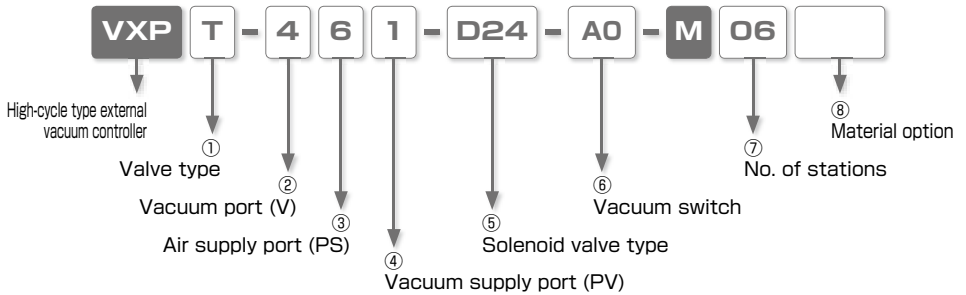 VXP T - 4 6 1 - D24 - A0 - M 06
High-cycle type external
vacuum controller
①
Valve type
②
Vacuum port (V)
③
Air supply port (PS)
④
Vacuum supply port (PV)
⑤
Solenoid valve type
⑥
Vacuum switch
⑦
No. of stations
⑧
Material option